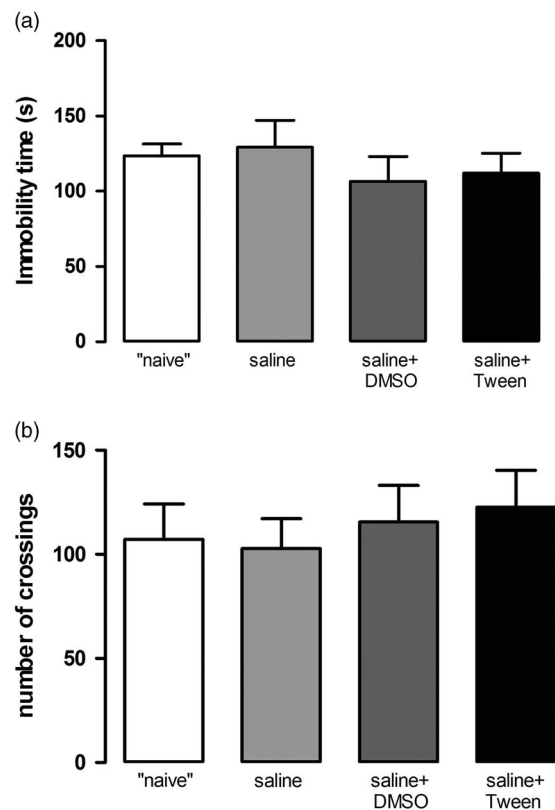 (a)
200
150
100
50
0
Immobility time (s)
"naive" saline saline+ saline+
DMSO Tween
(b)
150
100
50
0
number of crossings
"naive" saline saline+ saline+
DMSO Tween